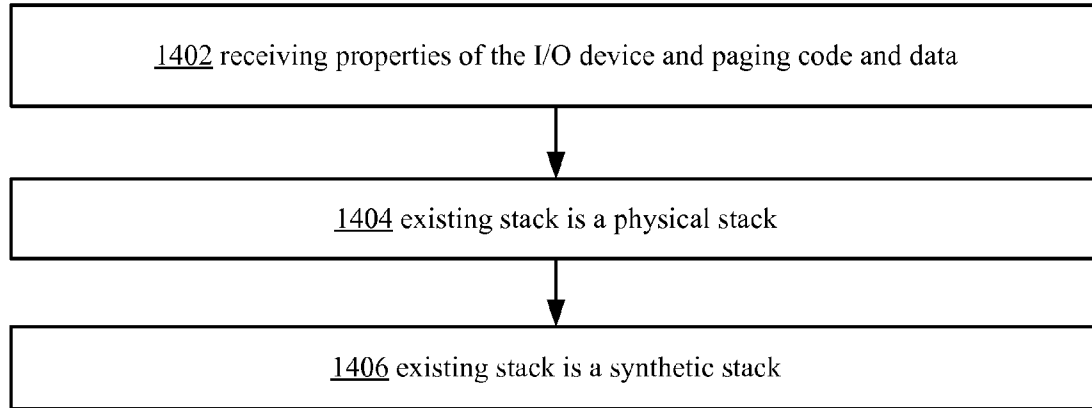 1402 receiving properties of the I/O device and paging code and data
1404 existing stack is a physical stack
1406 existing stack is a synthetic stack